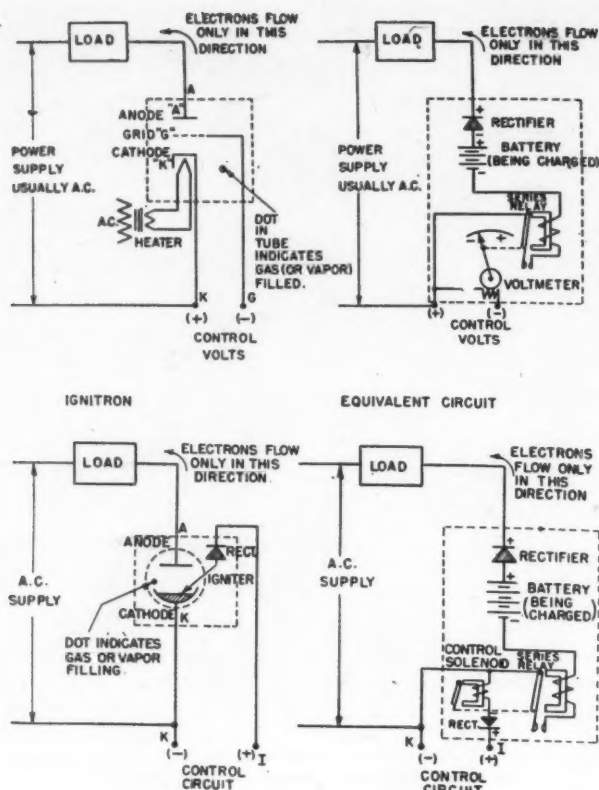 ELECTRONS FLOW
ONLY IN THIS
DIRECTION
LOAD
A
ANODE "A"
GRID "G"
CATHODE
"K"
POWER
SUPPLY
USUALLY A.C.
A.C.
HEATER
DOT
IN
TUBE
INDICATES
GAS (OR VAPOR)
FILLED.
K
G
(+)
(-)
CONTROL
VOLTS
ELECTRONS FLOW
ONLY IN THIS
DIRECTION
LOAD
+
RECTIFIER
-
+
BATTERY
(BEING CHARGED)
-
POWER
SUPPLY
USUALLY A.C.
SERIES
RELAY
- +
VOLTMETER
(+)
(-)
CONTROL
VOLTS
IGNITRON
ELECTRONS FLOW
ONLY IN THIS
DIRECTION
LOAD
A
ANODE
RECT.
IGNITER
A.C.
SUPPLY
CATHODE
K
DOT INDICATES
GAS OR VAPOR
FILLING.
K
(-)
(+)
I
CONTROL
CIRCUIT
EQUIVALENT CIRCUIT
ELECTRONS
FLOW ONLY
IN THIS
DIRECTION
LOAD
+
RECTIFIER
+
BATTERY
(BEING
CHARGED)
-
A.C.
SUPPLY
CONTROL
SOLENOID
SERIES
RELAY
RECT.
-
+
K
I
(-)
(+)
CONTROL
CIRCUIT